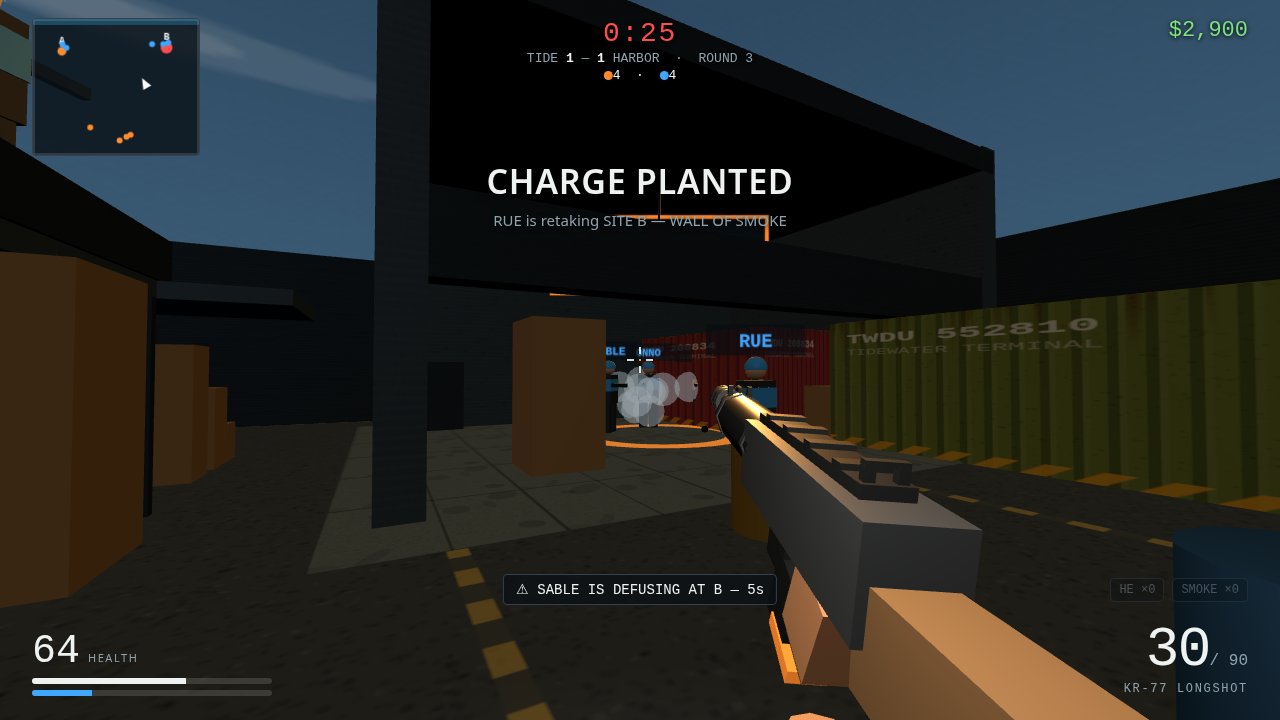 A
B
0:25
TIDE 1 — 1 HARBOR · ROUND 3
4 · 4
$2,900
CHARGE PLANTED
RUE is retaking SITE B — WALL OF SMOKE
TWDU 552810
TIDEWATER TERMINAL
RUE
⚠ SABLE IS DEFUSING AT B — 5s
HE ×0
SMOKE ×0
64 HEALTH
30 / 90
KR-77 LONGSHOT